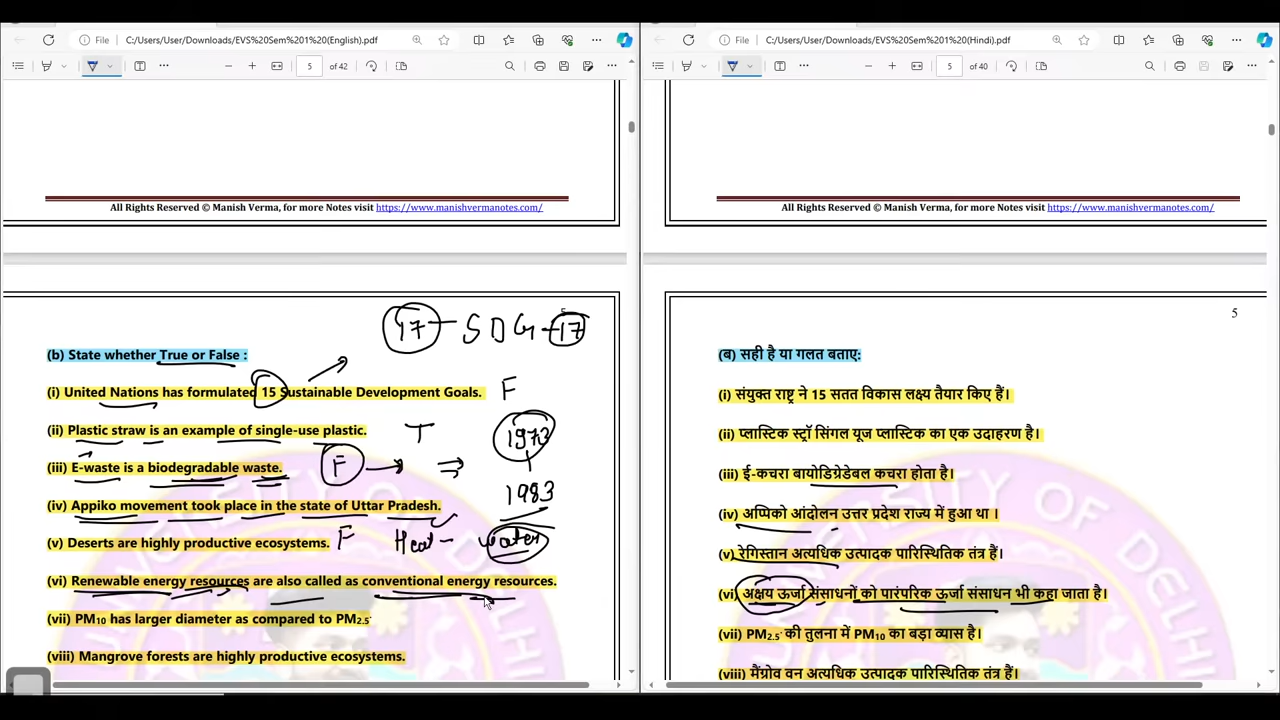 File C:/Users/User/Downloads/EVS%20Sem%201%20(English).pdf
5 of 42
All Rights Reserved © Manish Verma, for more Notes visit https://www.manishvermanotes.com/
17 - SDG - 17
(b) State whether True or False :
(i) United Nations has formulated 15 Sustainable Development Goals. F
(ii) Plastic straw is an example of single-use plastic. T 1973
(iii) E-waste is a biodegradable waste. F
1983
(iv) Appiko movement took place in the state of Uttar Pradesh.
(v) Deserts are highly productive ecosystems. F Heat - water
(vi) Renewable energy resources are also called as conventional energy resources.
(vii) PM10 has larger diameter as compared to PM2.5.
(viii) Mangrove forests are highly productive ecosystems.
File C:/Users/User/Downloads/EVS%20Sem%201%20(Hindi).pdf
5 of 40
All Rights Reserved © Manish Verma, for more Notes visit https://www.manishvermanotes.com/
5
(ब) सही है या गलत बताए:
(i) संयुक्त राष्ट्र ने 15 सतत विकास लक्ष्य तैयार किए हैं।
(ii) प्लास्टिक स्ट्रॉ सिंगल यूज प्लास्टिक का एक उदाहरण है।
(iii) ई-कचरा बायोडिग्रेडेबल कचरा होता है।
(iv) अप्पिको आंदोलन उत्तर प्रदेश राज्य में हुआ था ।
(v) रेगिस्तान अत्यधिक उत्पादक पारिस्थितिक तंत्र हैं।
(vi) अक्षय ऊर्जा संसाधनों को पारंपरिक ऊर्जा संसाधन भी कहा जाता है।
(vii) PM2.5 की तुलना में PM10 का बड़ा व्यास है।
(viii) मैंग्रोव वन अत्यधिक उत्पादक पारिस्थितिक तंत्र हैं।